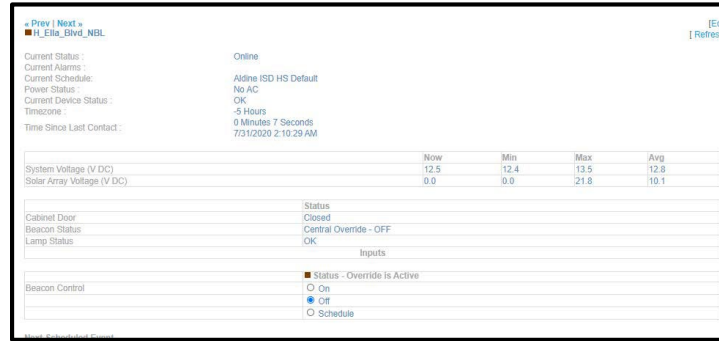 « Prev | Next »
H_Ella_Blvd_NBL
[ Refres
Current Status : Online
Current Alarms :
Current Schedule: Aldine ISD HS Default
Power Status : No AC
Current Device Status : OK
Timezone : -5 Hours
Time Since Last Contact : 0 Minutes 7 Seconds
7/31/2020 2:10:29 AM
Now Min Max Avg
System Voltage (V DC) 12.5 12.4 13.5 12.8
Solar Array Voltage (V DC) 0.0 0.0 21.8 10.1
Status
Cabinet Door Closed
Beacon Status Central Override - OFF
Lamp Status OK
Inputs
Status - Override is Active
Beacon Control On
Off
Schedule
Next Scheduled Event